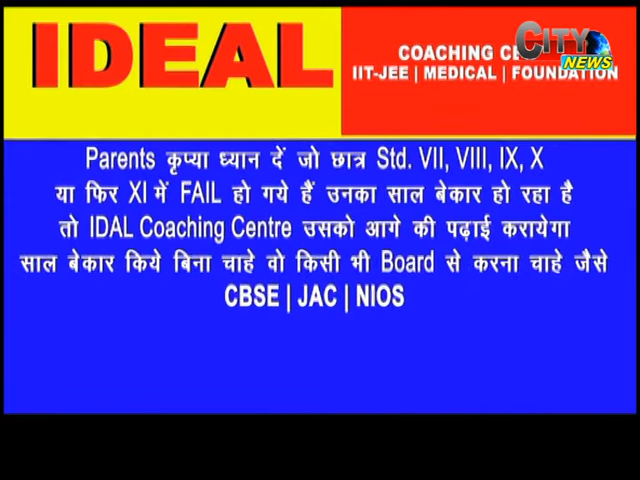 IDEAL
COACHING
IIT-JEE | MEDICAL | FOUNDATION
CITY
NEWS
Parents कृप्या ध्यान दें जो छात्र Std. VII, VIII, IX, X
या फिर XI में FAIL हो गये हैं उनका साल बेकार हो रहा है
तो IDAL Coaching Centre उसको आगे की पढ़ाई करायेगा
साल बेकार किये बिना चाहे वो किसी भी Board से करना चाहे जैसे
CBSE | JAC | NIOS